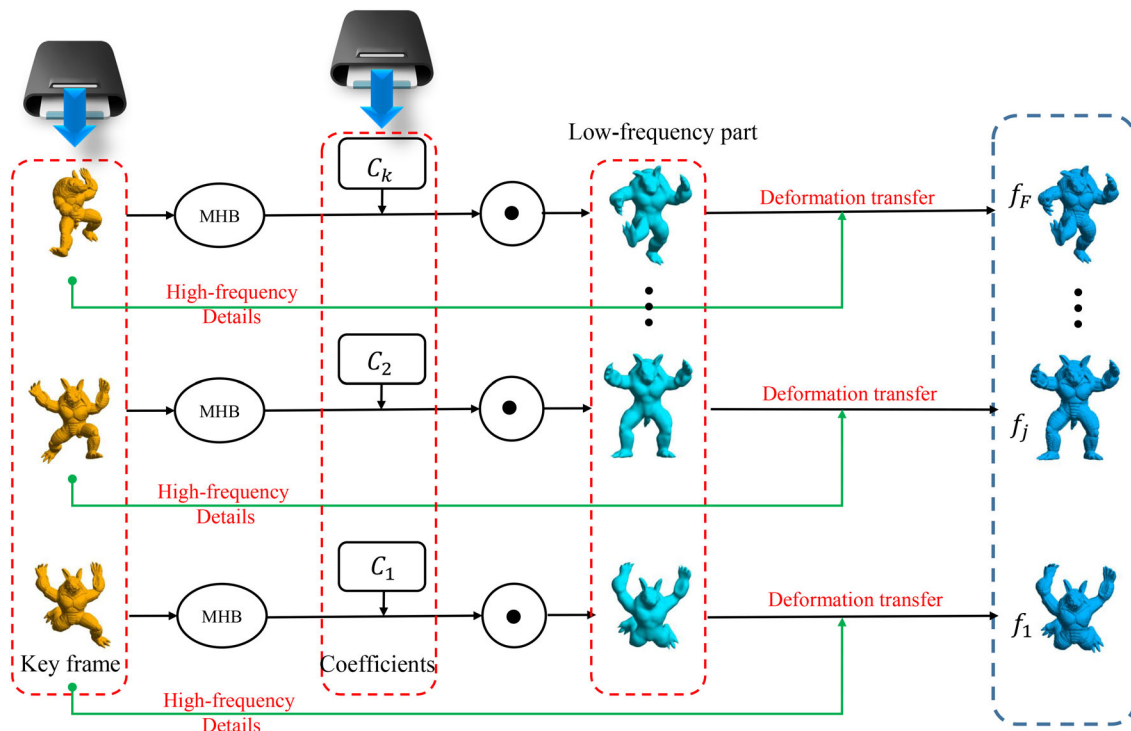 Low-frequency part
C_k
MHB
Deformation transfer
f_F
High-frequency
Details
C_2
MHB
Deformation transfer
f_j
High-frequency
Details
C_1
MHB
Deformation transfer
f_1
Key frame
Coefficients
High-frequency
Details